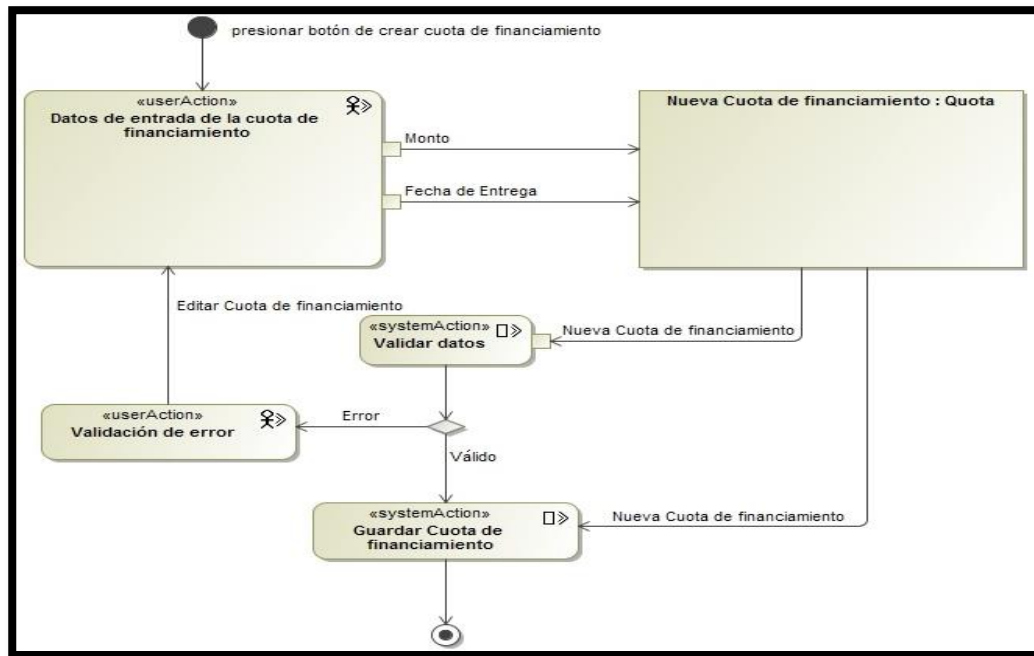 presionar botón de crear cuota de financiamiento
«userAction»
Datos de entrada de la cuota de
financiamiento
Nueva Cuota de financiamiento : Quota
Monto
Fecha de Entrega
Editar Cuota de financiamiento
«systemAction»
Validar datos
Nueva Cuota de financiamiento
«userAction»
Validación de error
Error
Válido
«systemAction»
Guardar Cuota de
financiamiento
Nueva Cuota de financiamiento